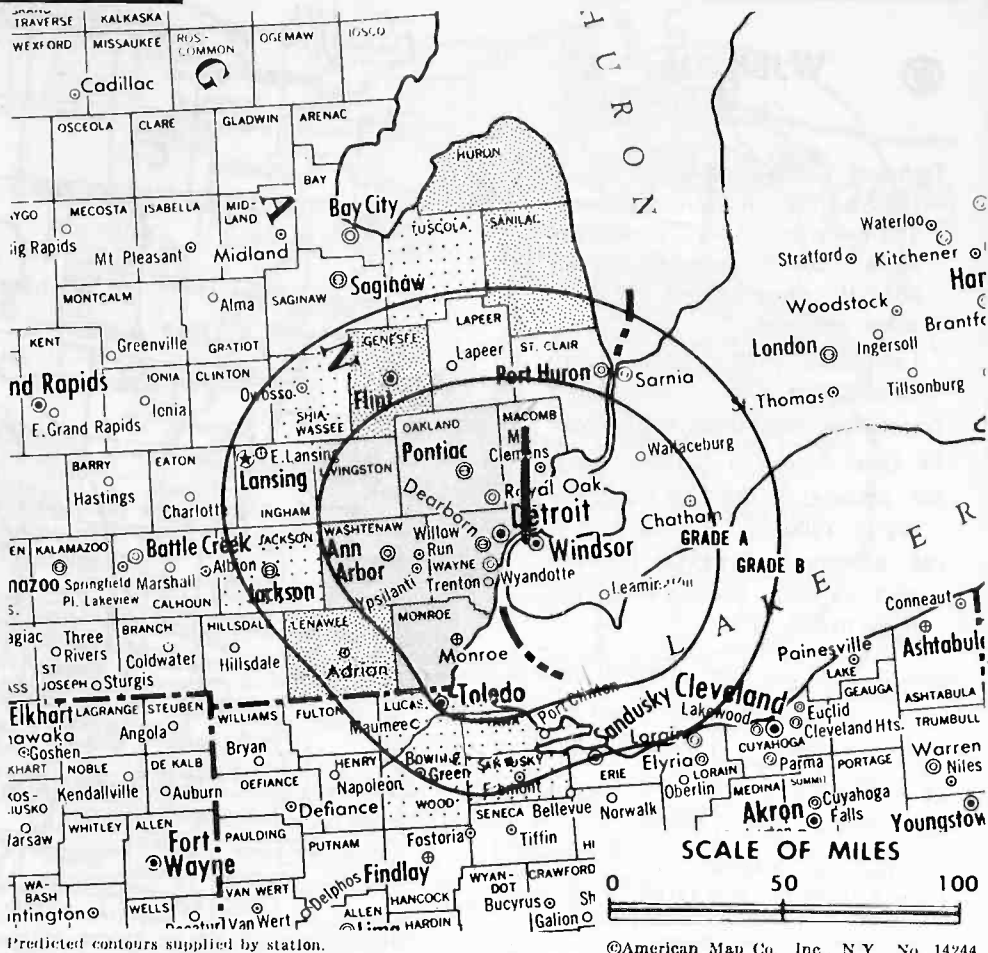 TRAVERSE KALKASKA
WEXFORD MISSAUKEE ROS-COMMON OGEMAW IOSCO
G
HURON
Cadillac
OSCEOLA CLARE GLADWIN ARENAC
HURON
BAY
MECOSTA ISABELLA MID-LAND A Bay City
TUSCOLA SANILAC
Mt Pleasant Midland
Waterloo
Stratford Kitchener
Saginaw
MONTCALM Alma SAGINAW
Woodstock
LAPEER
KENT Greenville GRATIOT N GENESEE
Lapeer ST. CLAIR
London Ingersoll
IONIA CLINTON Owosso Flint Port Huron Sarnia
Tillsonburg
St. Thomas
E. Grand Rapids Ionia
SHIA-WASSEE
OAKLAND MACOMB
Pontiac Clemens
Wallaceburg
BARRY EATON E. Lansing
Lansing LIVINGSTON
Hastings Charlotte INGHAM
Dearborn Royal Oak
Detroit
Chatham
GRADE A
GRADE B
KALAMAZOO Battle Creek JACKSON WASHTENAW Willow Run
Windsor
Ann Arbor
Springfield Marshall Albion
Pl. Lakeview CALHOUN Jackson Ypsilanti WAYNE
Trenton Wyandotte
Leamington
LAKE ER
Conneaut
Three Rivers BRANCH HILLSDALE LENAWEE MONROE
Coldwater Hillsdale Adrian Monroe
ST JOSEPH Sturgis
Painesville
LAKE
GEAUGA
ASHTABULA
Elkhart LAGRANGE STEUBEN
Toledo
Port Clinton
Sandusky
Cleveland
Lakewood Euclid
Cleveland Hts.
TRUMBULL
Goshen Angola WILLIAMS FULTON LUCAS
Maumee
Lorain
CUYAHOGA
Bryan
NOBLE DE KALB
Kendallville Auburn
DEFIANCE HENRY
Napoleon
Bowling Green
SANDUSKY
Fremont
ERIE
Elyria
LORAIN
Oberlin
Parma
MEDINA SUMMIT PORTAGE
Warren
Niles
Defiance WOOD SENECA Bellevue Norwalk
Akron Cuyahoga Falls
WHITLEY ALLEN PAULDING PUTNAM
Fort Wayne
Fostoria Tiffin
Findlay
WA-BASH
WELLS
VAN WERT
Van Wert
Delphos
ALLEN
Lima
HANCOCK
HARDIN
WYAN-DOT CRAWFORD
Bucyrus
Galion
SCALE OF MILES
0 50 100
Predicted contours supplied by station.
©American Map Co., Inc., N.Y., No. 14244